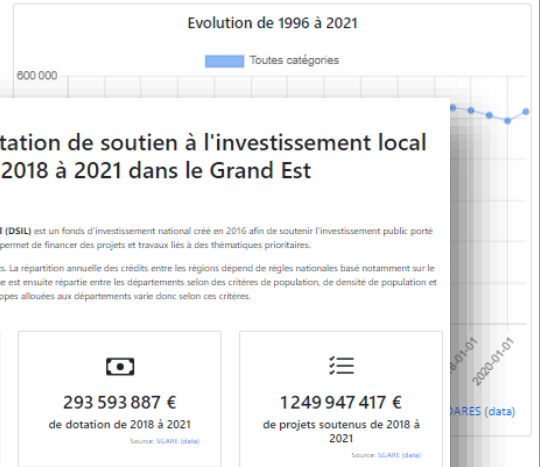 Evolution de 1996 à 2021
Toutes catégories
600 000
tation de soutien à l'investissement local
2018 à 2021 dans le Grand Est
l (DSIL) est un fonds d'investissement national créé en 2016 afin de soutenir l'investissement public porté
permet de financer des projets et travaux liés à des thématiques prioritaires.
s. La répartition annuelle des crédits entre les régions dépend de règles nationales basé notamment sur le
e est ensuite répartie entre les départements selon des critères de population, de densité de population et
ppes allouées aux départements varie donc selon ces critères.
293 593 887 €
de dotation de 2018 à 2021
Source: SGARE (data)
1 249 947 417 €
de projets soutenus de 2018 à
2021
Source: SGARE (data)
8-01-01
2020-01-01
DARES (data)